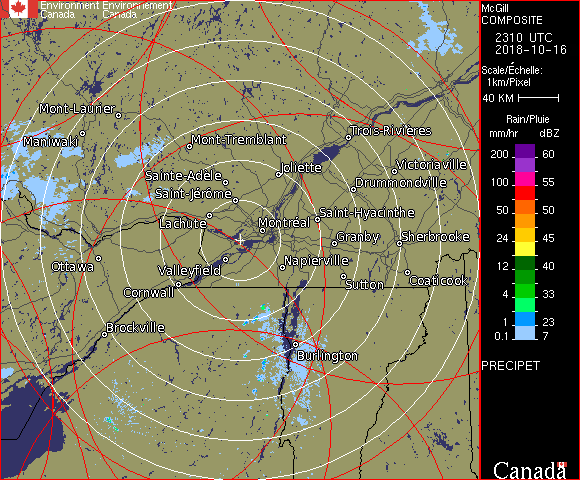 Environment Environnement
Canada Canada
McGill
COMPOSITE
2310 UTC
2018-10-16
Scale/Échelle:
1km/Pixel
40 KM
Rain/Pluie
mm/hr dBZ
200 60
100 55
50 50
24 45
12 40
4 33
1 23
0.1 7
PRECIPET
Canada
Mont-Laurier
Maniwaki
Mont-Tremblant
Trois-Rivières
Joliette
Victoriaville
Sainte-Adèle
Drummondville
Saint-Jérôme
Lachute
Saint-Hyacinthe
Montréal
Granby
Sherbrooke
Ottawa
Valleyfield
Napierville
Cornwall
Sutton
Coaticook
Brockville
Burlington